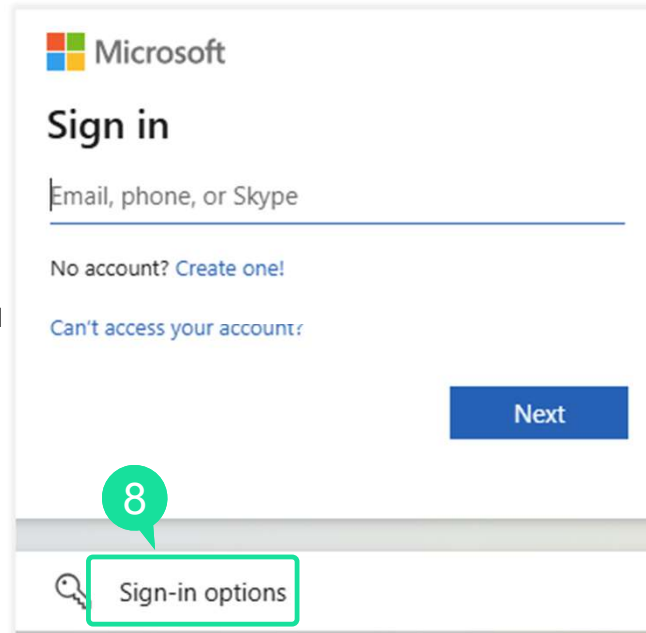 Microsoft
Sign in
Email, phone, or Skype
No account? Create one!
Can't access your account?
Next
8
Sign-in options